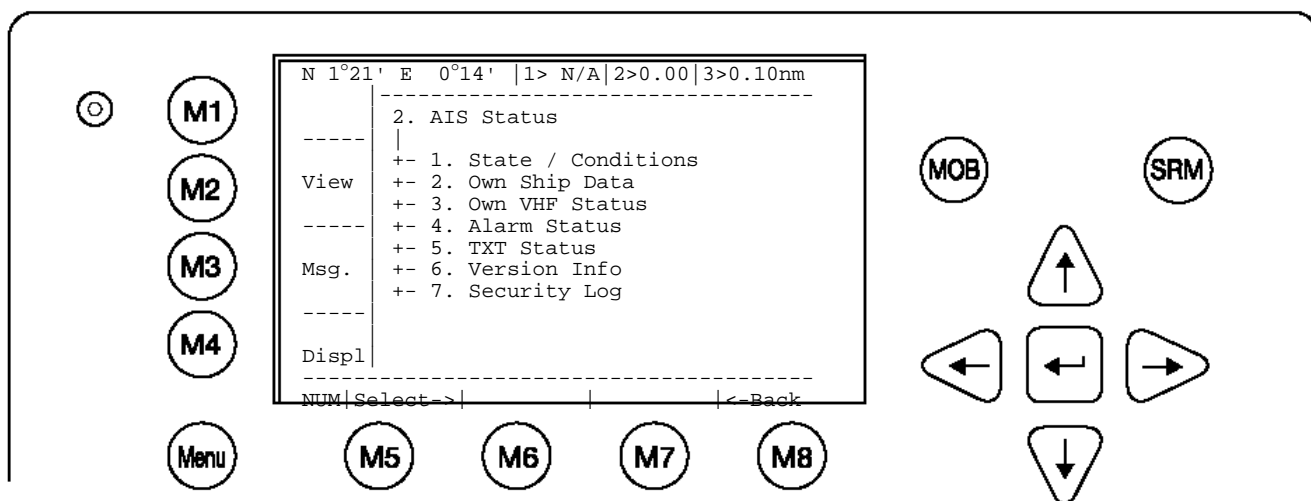 N 1°21' E  0°14' |1> N/A|2>0.00|3>0.10nm
M1
2. AIS Status
+- 1. State / Conditions
MOB
SRM
M2
View
+- 2. Own Ship Data
+- 3. Own VHF Status
+- 4. Alarm Status
+- 5. TXT Status
M3
Msg.
+- 6. Version Info
+- 7. Security Log
M4
Displ
NUM|Select->| | |<-Back
Menu
M5
M6
M7
M8